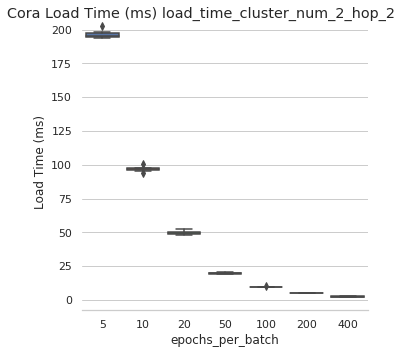 Cora Load Time (ms) load_time_cluster_num_2_hop_2
200
175
150
125
100
75
50
25
0
Load Time (ms)
5 10 20 50 100 200 400
epochs_per_batch